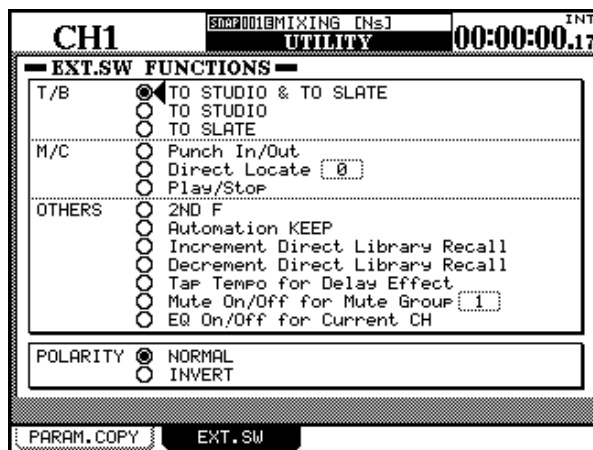 CH1
SNAP001 MIXING [Ns]
UTILITY
INT
00:00:00.17
EXT.SW FUNCTIONS
T/B TO STUDIO & TO SLATE
TO STUDIO
TO SLATE
M/C Punch In/Out
Direct Locate 0
Play/Stop
OTHERS 2ND F
Automation KEEP
Increment Direct Library Recall
Decrement Direct Library Recall
Tap Tempo for Delay Effect
Mute On/Off for Mute Group 1
EQ On/Off for Current CH
POLARITY NORMAL
INVERT
PARAM.COPY EXT.SW